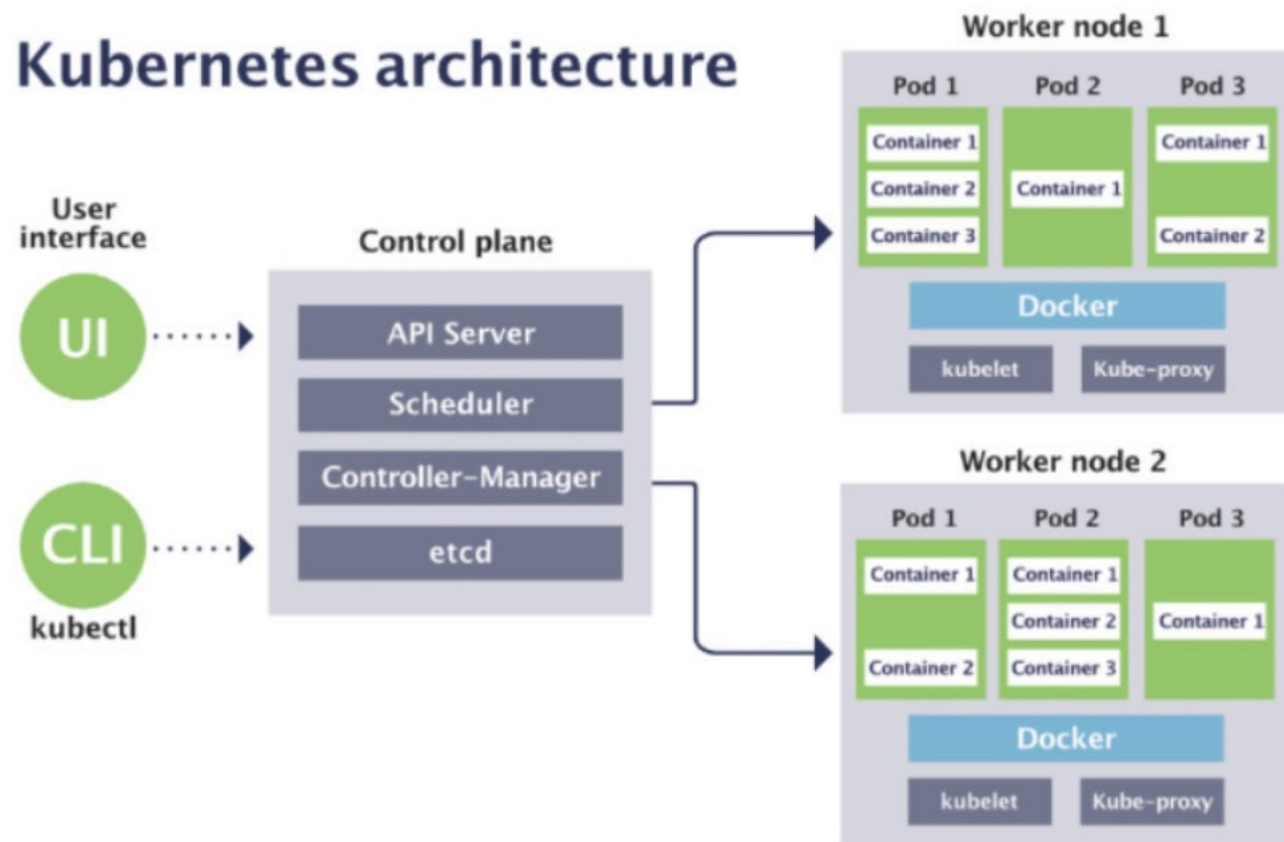 Kubernetes architecture
User
interface
UI
CLI
kubectl
Control plane
API Server
Scheduler
Controller-Manager
etcd
Worker node 1
Pod 1 Pod 2 Pod 3
Container 1 Container 1
Container 2 Container 1
Container 3 Container 2
Docker
kubelet Kube-proxy
Worker node 2
Pod 1 Pod 2 Pod 3
Container 1 Container 1
Container 2 Container 1
Container 2 Container 3
Docker
kubelet Kube-proxy